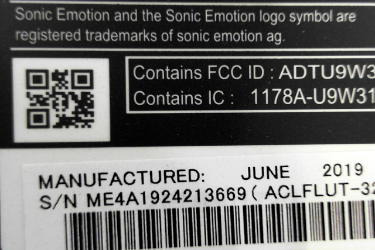 Sonic Emotion and the Sonic Emotion logo symbol are
registered trademarks of sonic emotion ag.
Contains FCC ID : ADTU9W3
Contains IC : 1178A-U9W31
MANUFACTURED: JUNE 2019
S/N ME4A1924213669 ( ACLFLUT-32